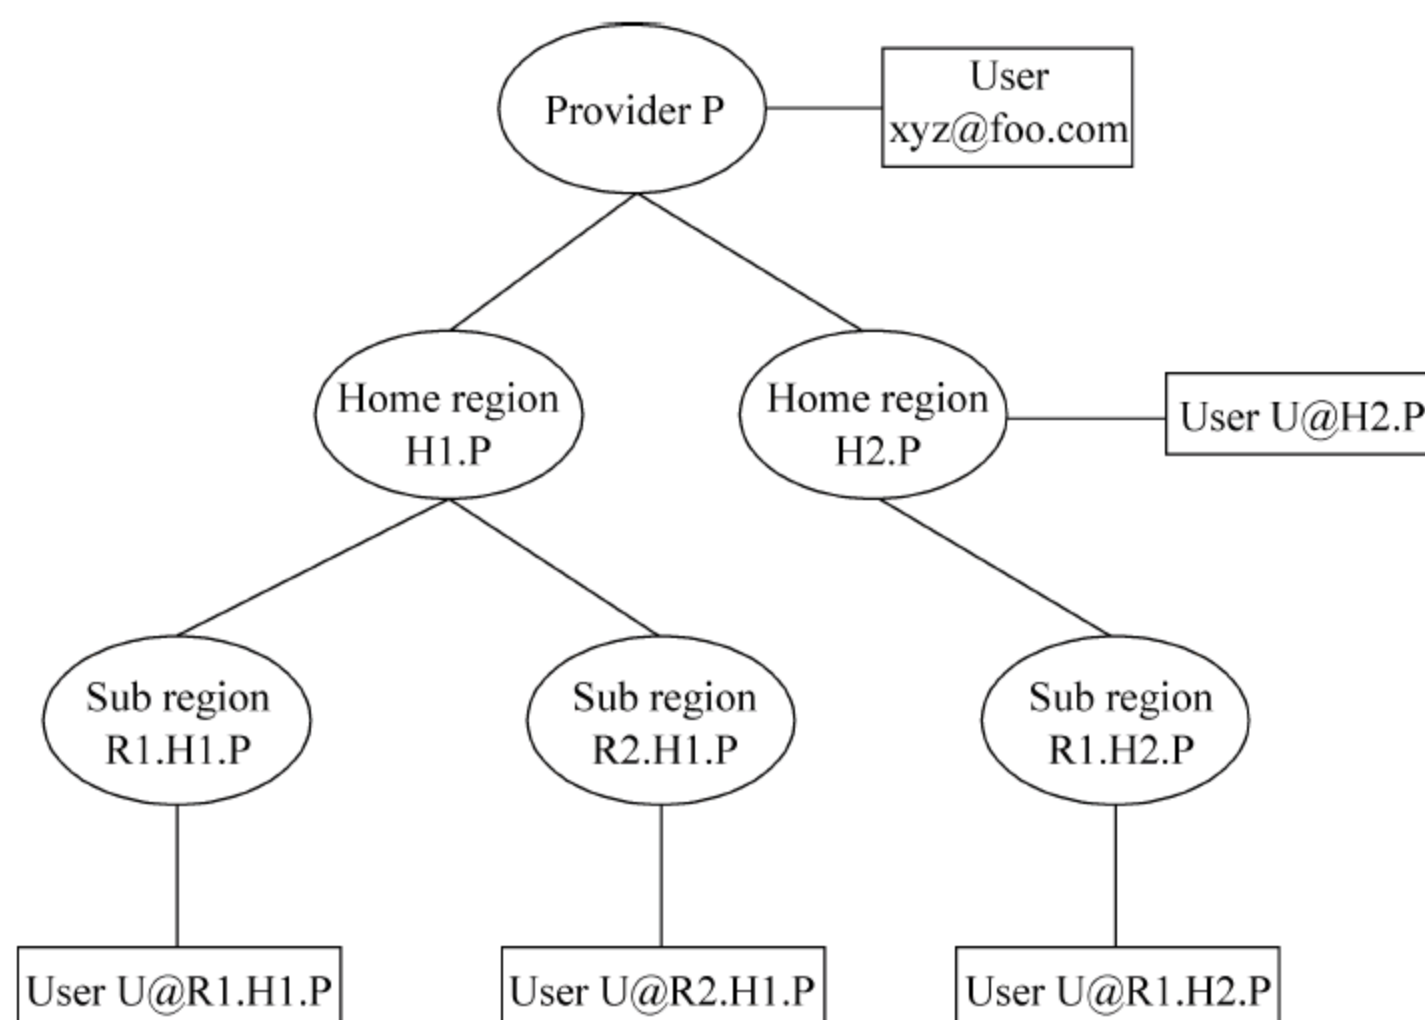 Provider P
User
xyz@foo.com
Home region
H1.P
Home region
H2.P
User U@H2.P
Sub region
R1.H1.P
Sub region
R2.H1.P
Sub region
R1.H2.P
User U@R1.H1.P
User U@R2.H1.P
User U@R1.H2.P